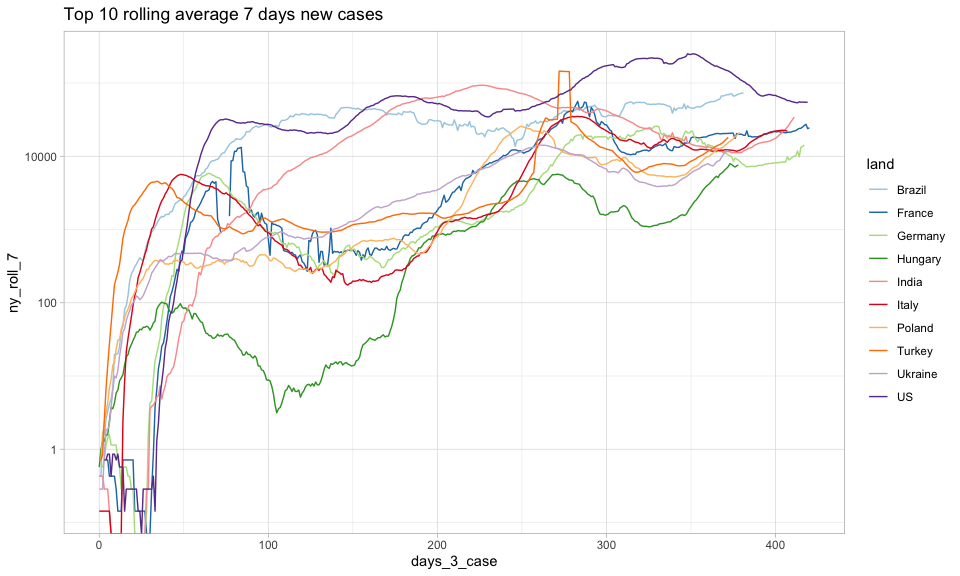 Top 10 rolling average 7 days new cases
ny_roll_7
10000
100
1
0
100
200
300
400
days_3_case
land
Brazil
France
Germany
Hungary
India
Italy
Poland
Turkey
Ukraine
US